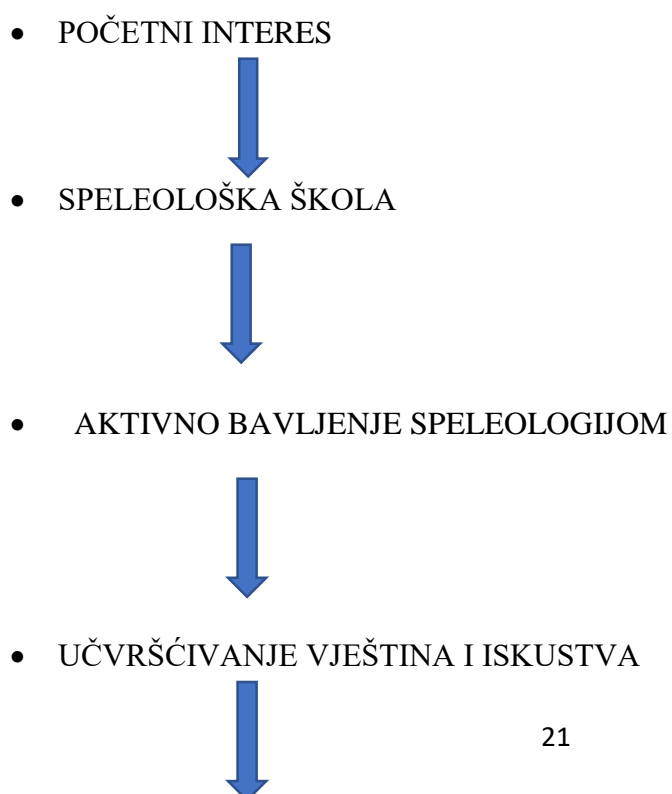 • POČETNI INTERES
• SPELEOLOŠKA ŠKOLA
• AKTIVNO BAVLJENJE SPELEOLOGIJOM
• UČVRŠĆIVANJE VJEŠTINA I ISKUSTVA
21